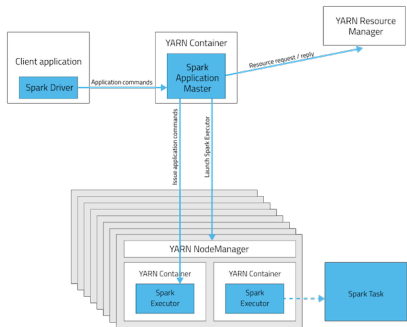 YARN Resource
Manager
YARN Container
Client application
Spark
Application
Master
Spark Driver
Application commands
Resource request / reply
Issue application commands
Launch Spark Executor
YARN NodeManager
YARN Container
YARN Container
Spark
Executor
Spark
Executor
Spark Task